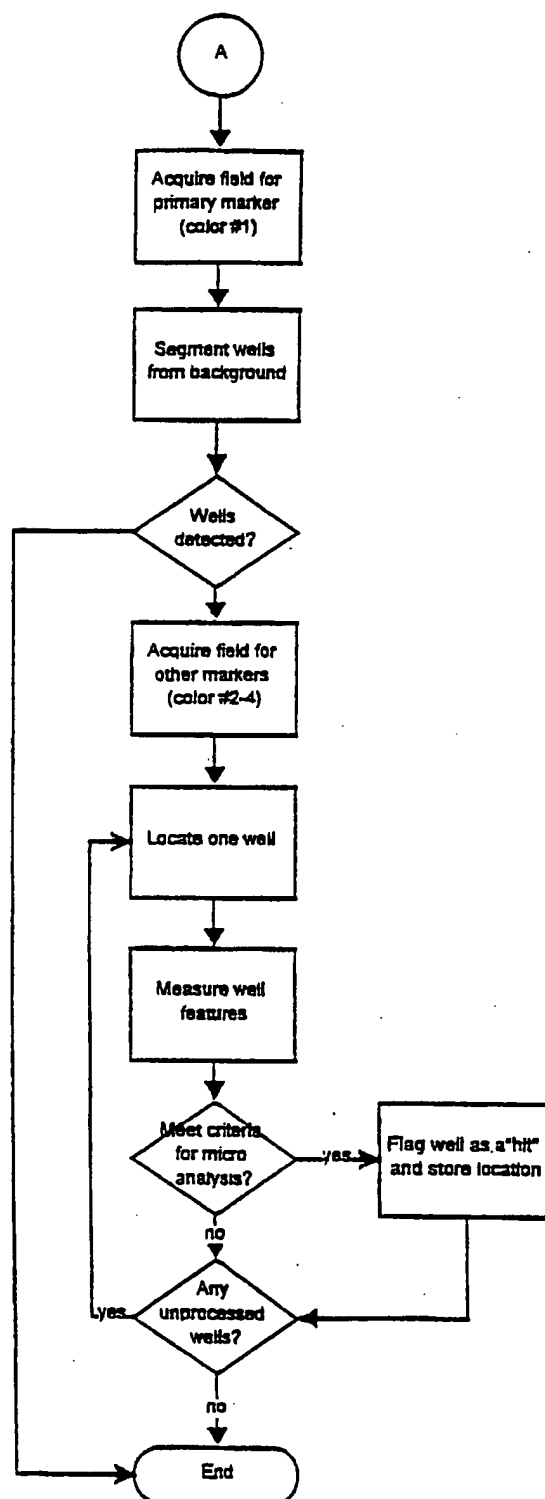 A
Acquire field for
primary marker
(color #1)
Segment wells
from background
Wells
detected?
Acquire field for
other markers
(color #2-4)
Locate one well
Measure well
features
Meet criteria
for micro
analysis?
yes
Flag well as a "hit"
and store location
no
Any
unprocessed
wells?
yes
no
End